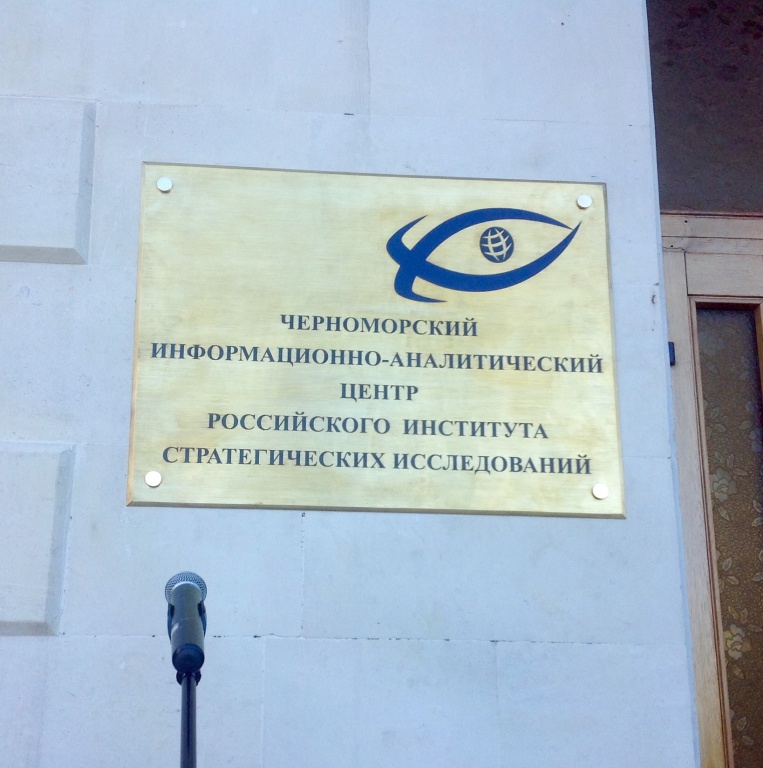 ЧЕРНОМОРСКИЙ
ИНФОРМАЦИОННО-АНАЛИТИЧЕСКИЙ
ЦЕНТР
РОССИЙСКОГО ИНСТИТУТА
СТРАТЕГИЧЕСКИХ ИССЛЕДОВАНИЙ